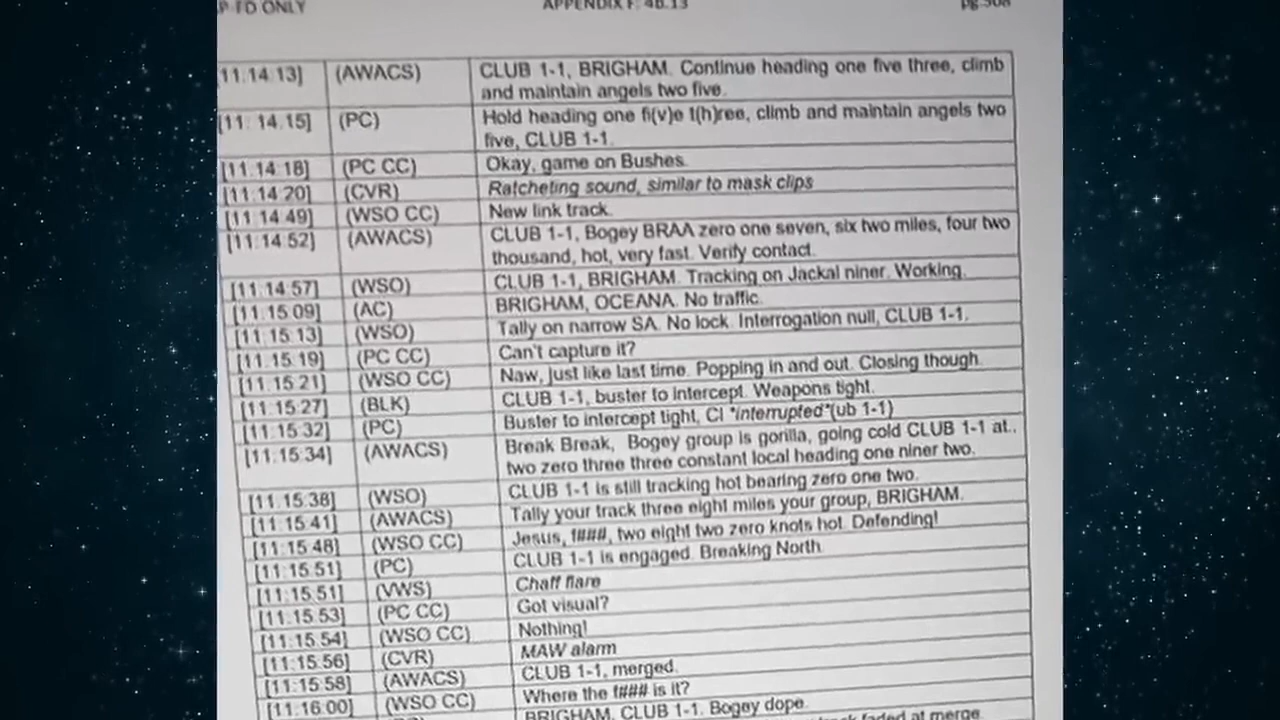 FD ONLY APPENDIX F: 4B.13
[11.14.13] (AWACS) CLUB 1-1, BRIGHAM. Continue heading one five three, climb
and maintain angels two five.
[11: 14.15] (PC) Hold heading one fi(v)e t(h)ree, climb and maintain angels two
five, CLUB 1-1.
[11.14.18] (PC CC) Okay, game on Bushes.
[11.14.20] (CVR) Ratcheting sound, similar to mask clips
[11.14.49] (WSO CC) New link track.
[11.14.52] (AWACS) CLUB 1-1, Bogey BRAA zero one seven, six two miles, four two
thousand, hot, very fast. Verify contact.
[11.14.57] (WSO) CLUB 1-1, BRIGHAM. Tracking on Jackal niner. Working.
[11.15.09] (AC) BRIGHAM, OCEANA. No traffic.
[11.15.13] (WSO) Tally on narrow SA. No lock. Interrogation null, CLUB 1-1.
[11.15.19] (PC CC) Can't capture it?
[11.15.21] (WSO CC) Naw, just like last time. Popping in and out. Closing though.
[11.15.27] (BLK) CLUB 1-1, buster to intercept. Weapons tight.
[11.15.32] (PC) Buster to intercept tight, Cl *interrupted*(ub 1-1)
[11.15.34] (AWACS) Break Break, Bogey group is gorilla, going cold CLUB 1-1 at..
two zero three three constant local heading one niner two.
[11.15.38] (WSO) CLUB 1-1 is still tracking hot bearing zero one two.
[11.15.41] (AWACS) Tally your track three eight miles your group, BRIGHAM.
[11.15.48] (WSO CC) Jesus, f###, two eight two zero knots hot. Defending!
[11.15.51] (PC) CLUB 1-1 is engaged. Breaking North.
[11.15.51] (VWS) Chaff flare
[11.15.53] (PC CC) Got visual?
[11.15.54] (WSO CC) Nothing!
[11.15.56] (CVR) MAW alarm
[11.15.58] (AWACS) CLUB 1-1, merged.
[11.16.00] (WSO CC) Where the f### is it?
BRIGHAM, CLUB 1-1. Bogey dope.
faded at merge